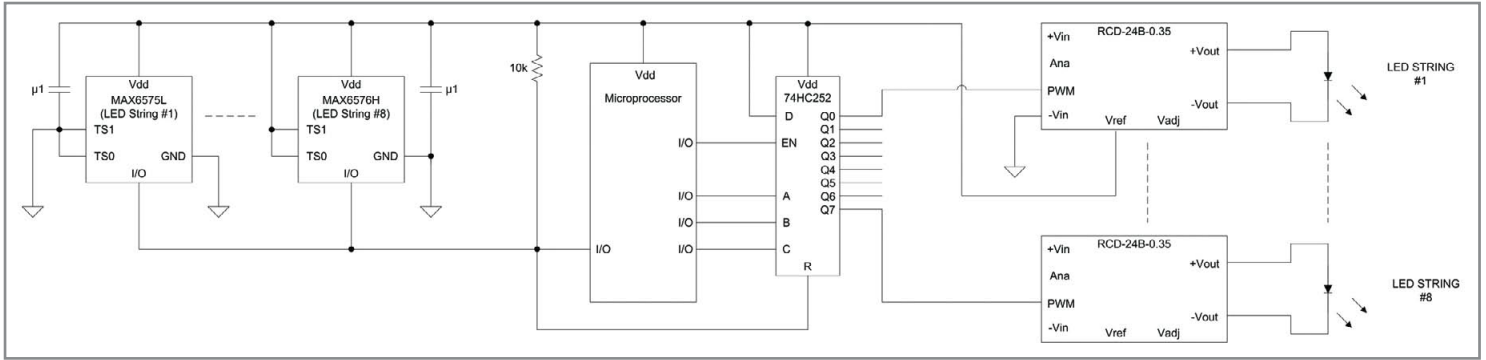 µ1
Vdd
MAX6575L
(LED String #1)
TS1
TS0
GND
I/O
Vdd
MAX6576H
(LED String #8)
TS1
TS0
GND
I/O
µ1
10k
Vdd
Microprocessor
I/O
I/O
I/O
I/O
I/O
Vdd
74HC252
D
EN
A
B
C
R
Q0
Q1
Q2
Q3
Q4
Q5
Q6
Q7
RCD-24B-0.35
+Vin
Ana
PWM
-Vin
Vref
Vadj
+Vout
-Vout
LED STRING
#1
RCD-24B-0.35
+Vin
Ana
PWM
-Vin
Vref
Vadj
+Vout
-Vout
LED STRING
#8